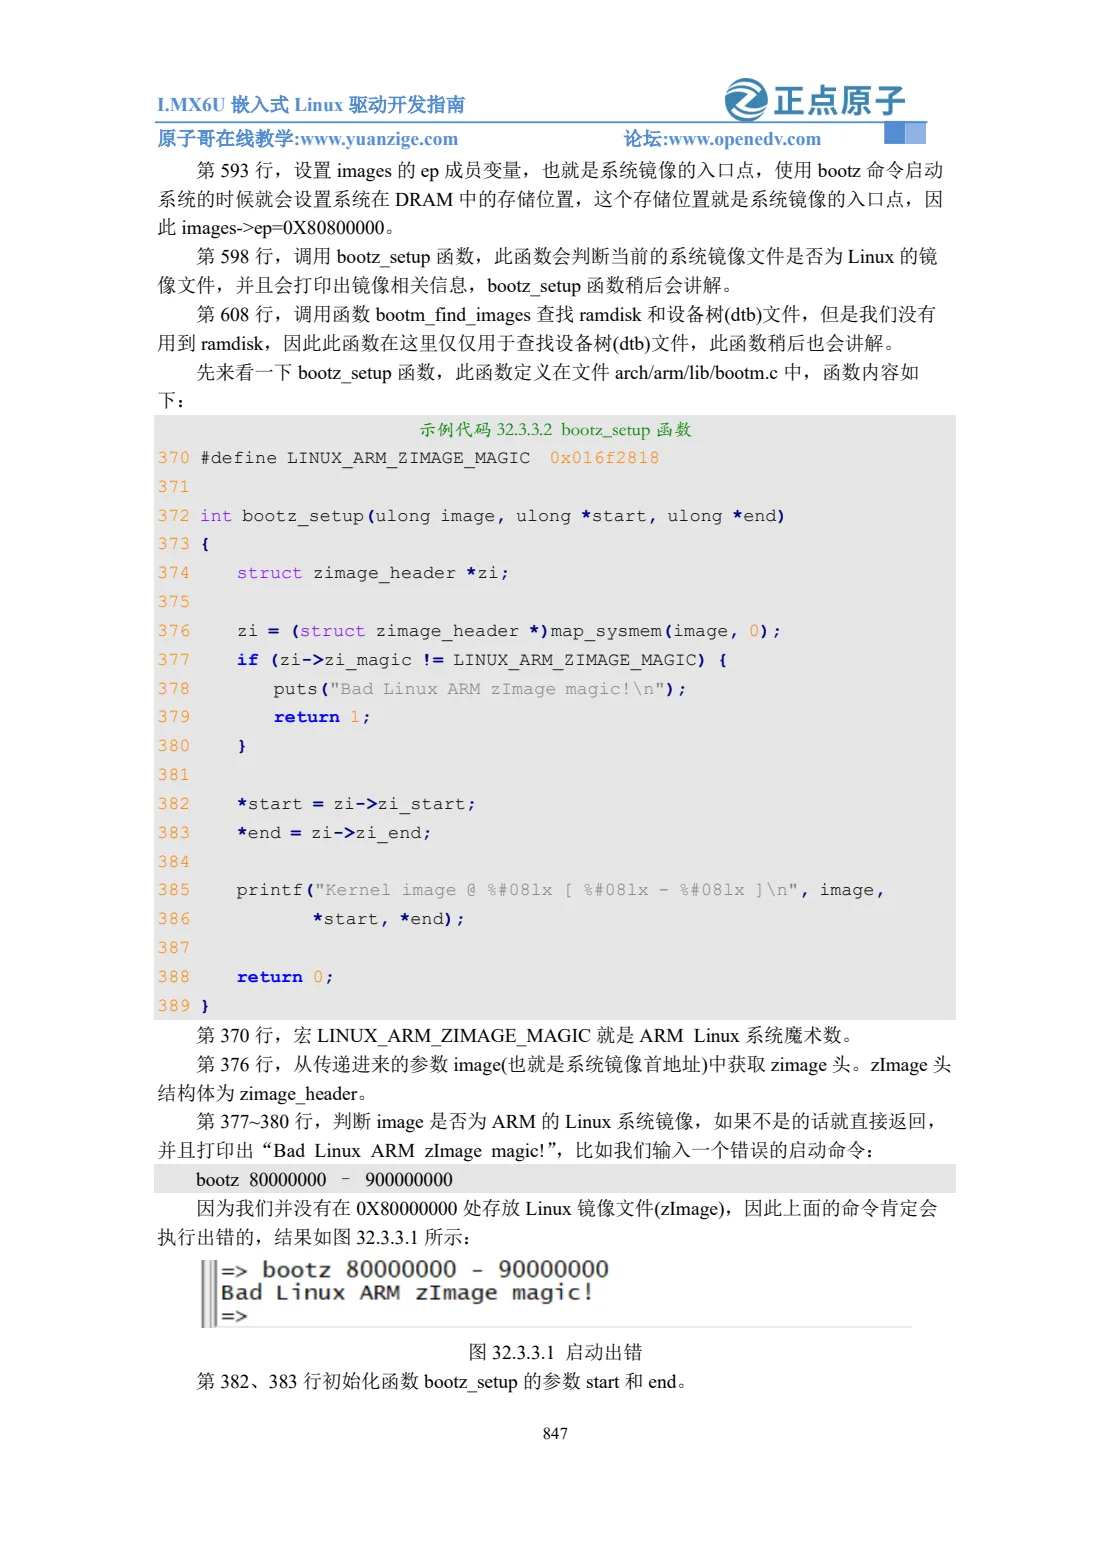 I.MX6U 嵌入式 Linux 驱动开发指南
正点原子
原子哥在线教学:www.yuanzige.com 论坛:www.openedv.com
第 593 行，设置 images 的 ep 成员变量，也就是系统镜像的入口点，使用 bootz 命令启动
系统的时候就会设置系统在 DRAM 中的存储位置，这个存储位置就是系统镜像的入口点，因
此 images->ep=0X80800000。
第 598 行，调用 bootz_setup 函数，此函数会判断当前的系统镜像文件是否为 Linux 的镜
像文件，并且会打印出镜像相关信息，bootz_setup 函数稍后会讲解。
第 608 行，调用函数 bootm_find_images 查找 ramdisk 和设备树(dtb)文件，但是我们没有
用到 ramdisk，因此此函数在这里仅仅用于查找设备树(dtb)文件，此函数稍后也会讲解。
先来看一下 bootz_setup 函数，此函数定义在文件 arch/arm/lib/bootm.c 中，函数内容如
下：
示例代码 32.3.3.2 bootz_setup 函数
370 #define LINUX_ARM_ZIMAGE_MAGIC 0x016f2818
371
372 int bootz_setup(ulong image, ulong *start, ulong *end)
373 {
374 struct zimage_header *zi;
375
376 zi = (struct zimage_header *)map_sysmem(image, 0);
377 if (zi->zi_magic != LINUX_ARM_ZIMAGE_MAGIC) {
378 puts("Bad Linux ARM zImage magic!\n");
379 return 1;
380 }
381
382 *start = zi->zi_start;
383 *end = zi->zi_end;
384
385 printf("Kernel image @ %#08lx [ %#08lx - %#08lx ]\n", image,
386 *start, *end);
387
388 return 0;
389 }
第 370 行，宏 LINUX_ARM_ZIMAGE_MAGIC 就是 ARM Linux 系统魔术数。
第 376 行，从传递进来的参数 image(也就是系统镜像首地址)中获取 zimage 头。zImage 头
结构体为 zimage_header。
第 377~380 行，判断 image 是否为 ARM 的 Linux 系统镜像，如果不是的话就直接返回，
并且打印出“Bad Linux ARM zImage magic!”，比如我们输入一个错误的启动命令：
bootz 80000000 – 900000000
因为我们并没有在 0X80000000 处存放 Linux 镜像文件(zImage)，因此上面的命令肯定会
执行出错的，结果如图 32.3.3.1 所示：
=> bootz 80000000 - 90000000
Bad Linux ARM zImage magic!
=>
图 32.3.3.1 启动出错
第 382、383 行初始化函数 bootz_setup 的参数 start 和 end。
847